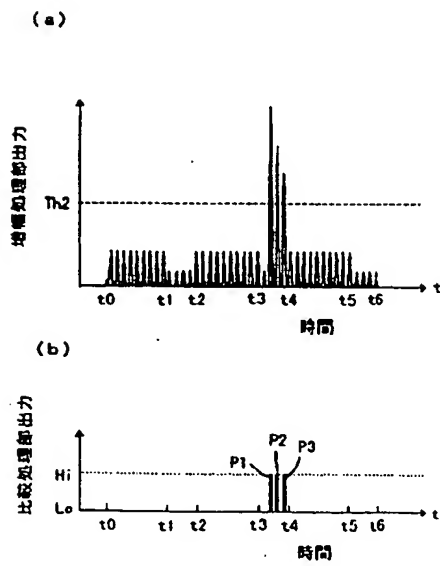 (a)
増幅処理部出力
Th2
t0 t1 t2 t3 t4 t5 t6 t
時間
(b)
比較処理部出力
P1 P2 P3
Hi
Lo
t0 t1 t2 t3 t4 t5 t6 t
時間